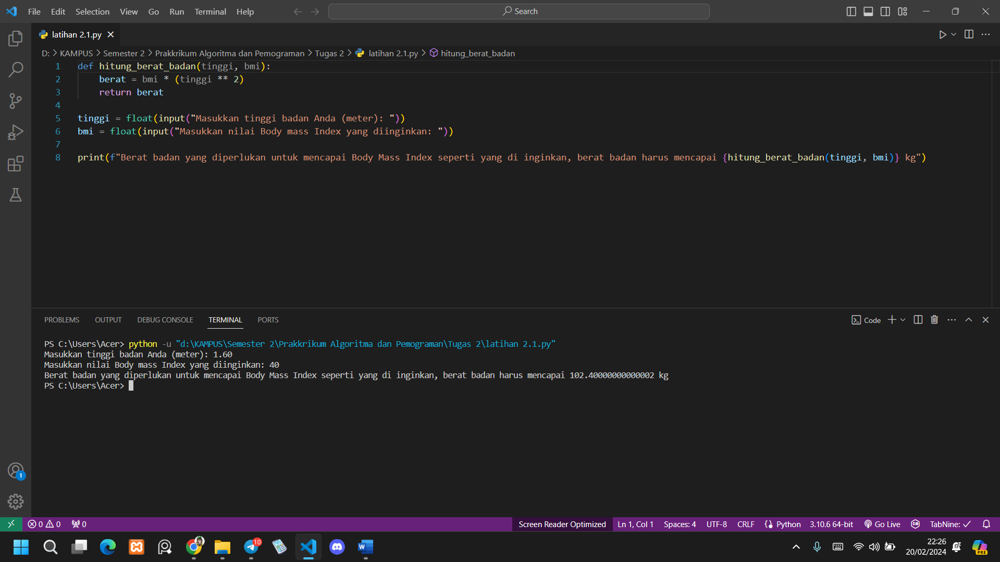 File Edit Selection View Go Run Terminal Help
Search
latihan 2.1.py
D: > KAMPUS > Semester 2 > Prakkrikum Algoritma dan Pemograman > Tugas 2 > latihan 2.1.py > hitung_berat_badan
1 def hitung_berat_badan(tinggi, bmi):
2     berat = bmi * (tinggi ** 2)
3     return berat
4
5 tinggi = float(input("Masukkan tinggi badan Anda (meter): "))
6 bmi = float(input("Masukkan nilai Body mass Index yang diinginkan: "))
7
8 print(f"Berat badan yang diperlukan untuk mencapai Body Mass Index seperti yang di inginkan, berat badan harus mencapai {hitung_berat_badan(tinggi, bmi)} kg")
PROBLEMS OUTPUT DEBUG CONSOLE TERMINAL PORTS
Code
PS C:\Users\Acer> python -u "d:\KAMPUS\Semester 2\Prakkrikum Algoritma dan Pemograman\Tugas 2\latihan 2.1.py"
Masukkan tinggi badan Anda (meter): 1.60
Masukkan nilai Body mass Index yang diinginkan: 40
Berat badan yang diperlukan untuk mencapai Body Mass Index seperti yang di inginkan, berat badan harus mencapai 102.40000000000002 kg
PS C:\Users\Acer>
1
0 0 0 Screen Reader Optimized Ln 1, Col 1 Spaces: 4 UTF-8 CRLF Python 3.10.6 64-bit Go Live TabNine:
10
W
22:26
20/02/2024
PRE